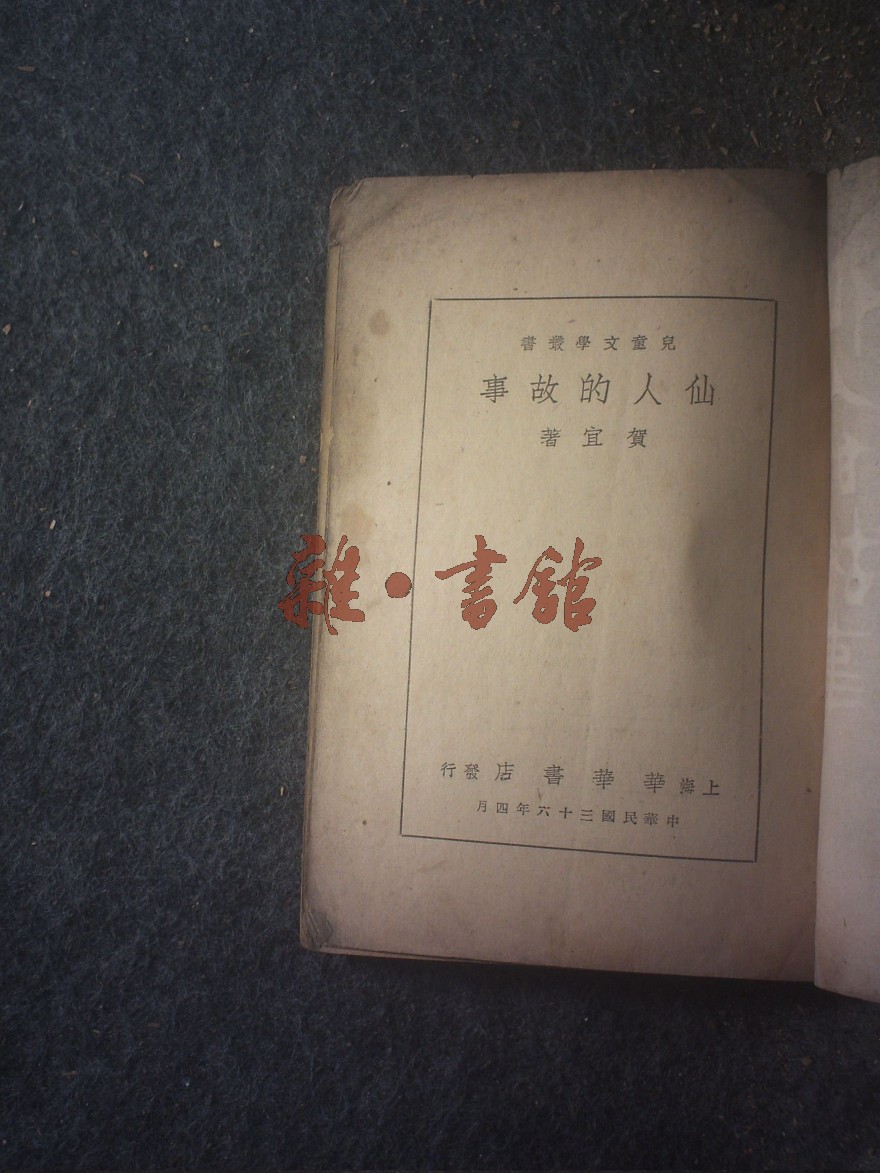 兒童文學叢書
仙人的故事
賀宜著
雜·書館
上海華華書店發行
中華民國三十六年四月